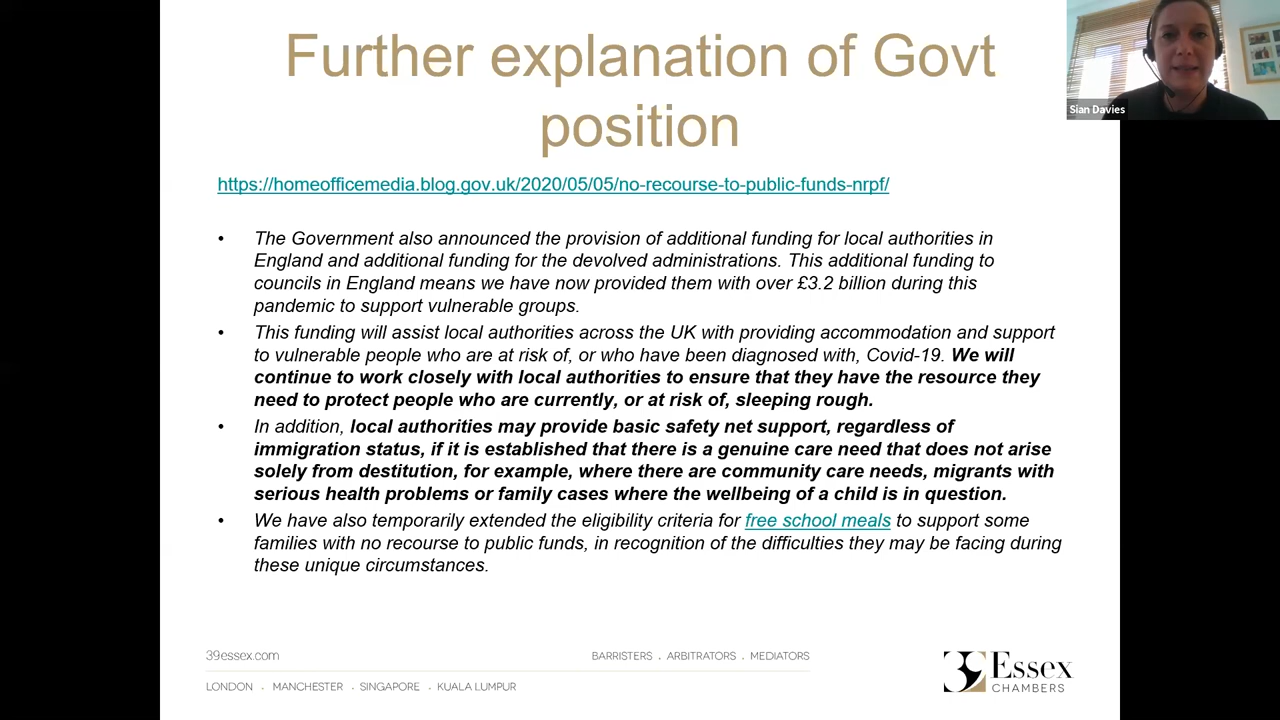 Further explanation of Govt
position
Sian Davies
https://homeofficemedia.blog.gov.uk/2020/05/05/no-recourse-to-public-funds-nrpf/
• The Government also announced the provision of additional funding for local authorities in
England and additional funding for the devolved administrations. This additional funding to
councils in England means we have now provided them with over £3.2 billion during this
pandemic to support vulnerable groups.
• This funding will assist local authorities across the UK with providing accommodation and support
to vulnerable people who are at risk of, or who have been diagnosed with, Covid-19. We will
continue to work closely with local authorities to ensure that they have the resource they
need to protect people who are currently, or at risk of, sleeping rough.
• In addition, local authorities may provide basic safety net support, regardless of
immigration status, if it is established that there is a genuine care need that does not arise
solely from destitution, for example, where there are community care needs, migrants with
serious health problems or family cases where the wellbeing of a child is in question.
• We have also temporarily extended the eligibility criteria for free school meals to support some
families with no recourse to public funds, in recognition of the difficulties they may be facing during
these unique circumstances.
39essex.com
BARRISTERS . ARBITRATORS . MEDIATORS
LONDON . MANCHESTER . SINGAPORE . KUALA LUMPUR
39 Essex
CHAMBERS